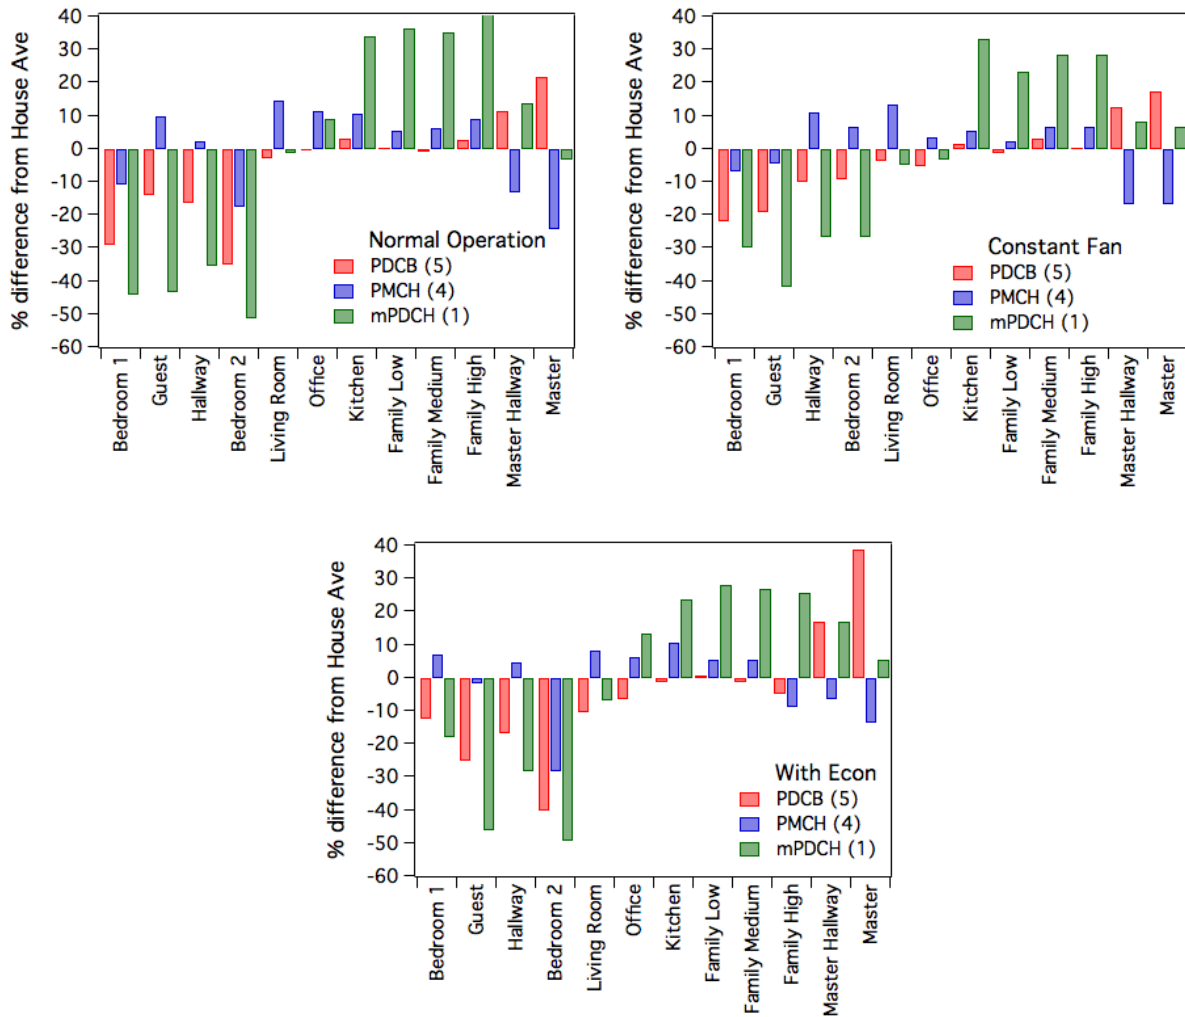 % difference from House Ave
40
30
20
10
0
-10
-20
-30
-40
-50
-60
Normal Operation
PDCB (5)
PMCH (4)
mPDCH (1)
Bedroom 1
Guest
Hallway
Bedroom 2
Living Room
Office
Kitchen
Family Low
Family Medium
Family High
Master Hallway
Master
% difference from House Ave
40
30
20
10
0
-10
-20
-30
-40
-50
-60
Constant Fan
PDCB (5)
PMCH (4)
mPDCH (1)
Bedroom 1
Guest
Hallway
Bedroom 2
Living Room
Office
Kitchen
Family Low
Family Medium
Family High
Master Hallway
Master
% difference from House Ave
40
30
20
10
0
-10
-20
-30
-40
-50
-60
With Econ
PDCB (5)
PMCH (4)
mPDCH (1)
Bedroom 1
Guest
Hallway
Bedroom 2
Living Room
Office
Kitchen
Family Low
Family Medium
Family High
Master Hallway
Master